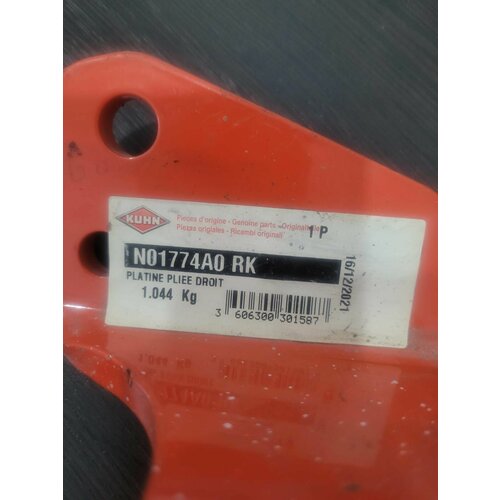 KUHN
Pièces d'origine - Genuine parts - Originalteile
Piezas originales - Ricambi originali
1P
N01774A0 RK
PLATINE PLIEE DROIT
1.044 Kg
3 606300 301587
16/12/2021